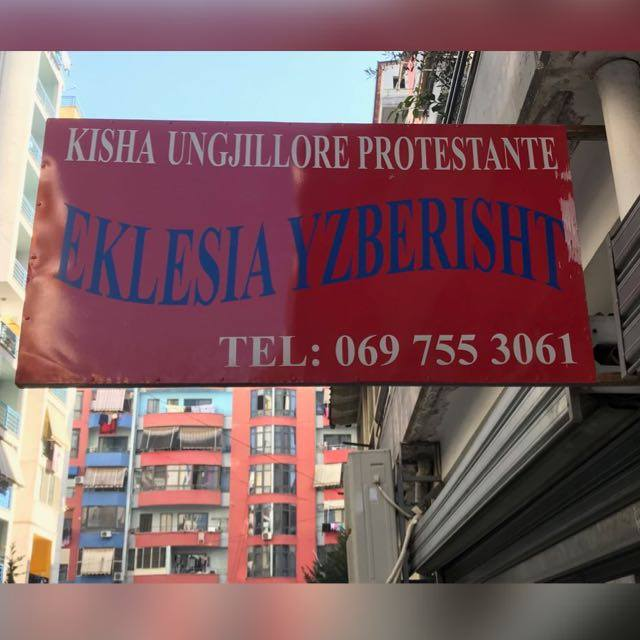 KISHA UNGJILLORE PROTESTANTE
EKLESIA YZBERISHT
TEL: 069 755 3061